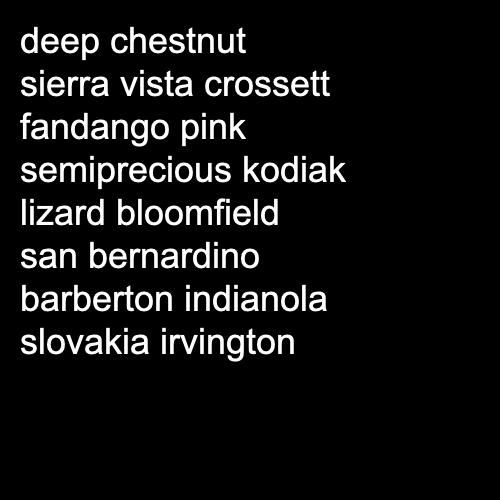 deep chestnut
sierra vista crossett
fandango pink
semiprecious kodiak
lizard bloomfield
san bernardino
barberton indianola
slovakia irvington